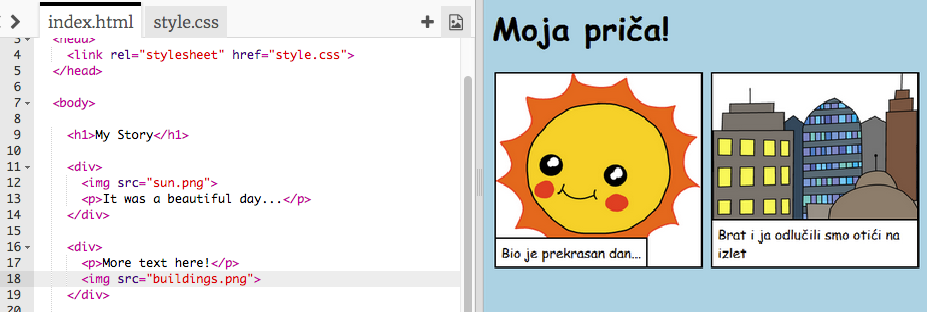 index.html style.css
3 <head>
4 <link rel="stylesheet" href="style.css">
5 </head>
6
7 <body>
8
9 <h1>My Story</h1>
10
11 <div>
12 <img src="sun.png">
13 <p>It was a beautiful day...</p>
14 </div>
15
16 <div>
17 <p>More text here!</p>
18 <img src="buildings.png">
19 </div>
20
Moja priča!
Bio je prekrasan dan...
Brat i ja odlučili smo otići na
izlet